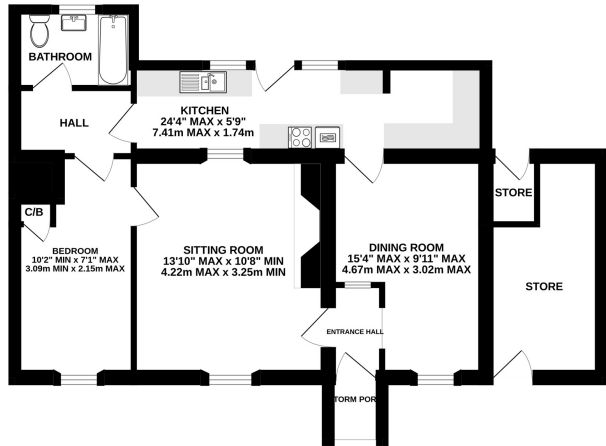 BATHROOM
HALL
KITCHEN
24'4" MAX x 5'9"
7.41m MAX x 1.74m
C/B
BEDROOM
10'2" MIN x 7'1" MAX
3.09m MIN x 2.15m MAX
SITTING ROOM
13'10" MAX x 10'8" MIN
4.22m MAX x 3.25m MIN
DINING ROOM
15'4" MAX x 9'11" MAX
4.67m MAX x 3.02m MAX
STORE
STORE
ENTRANCE HALL
TORM POR